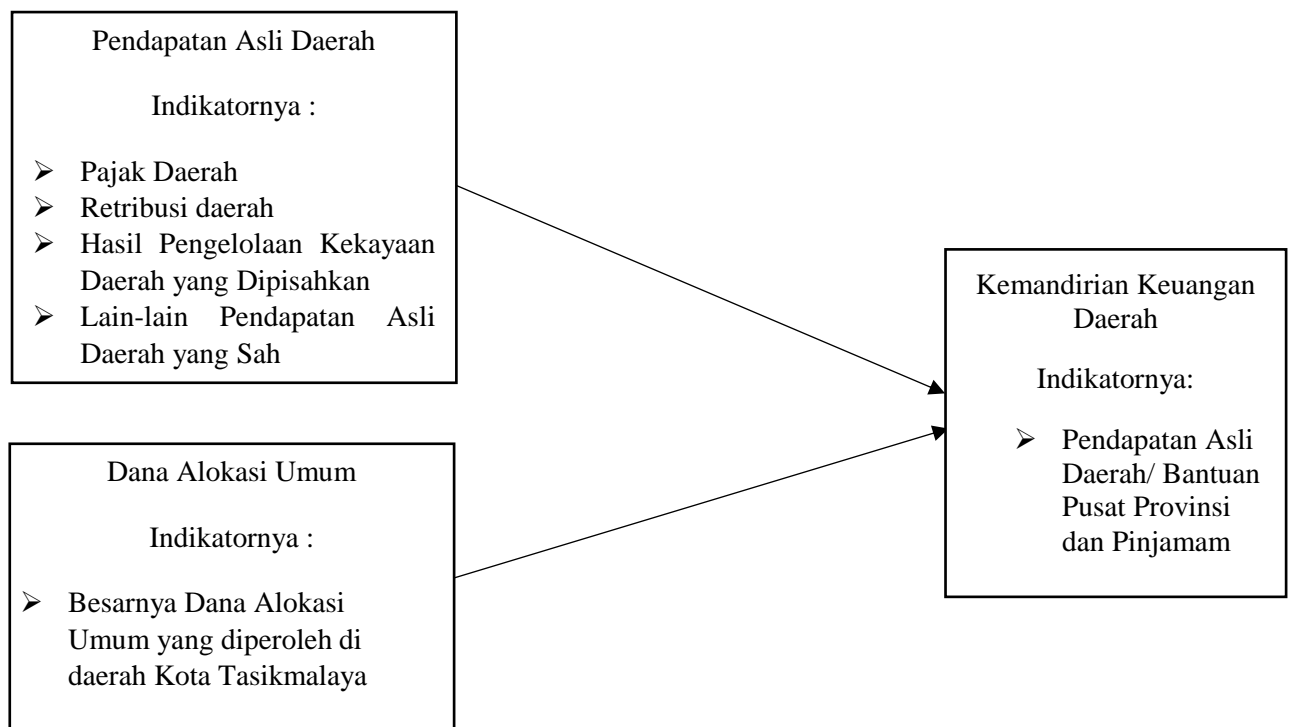 Pendapatan Asli Daerah
Indikatornya :
➢ Pajak Daerah
➢ Retribusi daerah
➢ Hasil Pengelolaan Kekayaan
Daerah yang Dipisahkan
➢ Lain-lain Pendapatan Asli
Daerah yang Sah
Dana Alokasi Umum
Indikatornya :
➢ Besarnya Dana Alokasi
Umum yang diperoleh di
daerah Kota Tasikmalaya
Kemandirian Keuangan
Daerah
Indikatornya:
➢ Pendapatan Asli
Daerah/ Bantuan
Pusat Provinsi
dan Pinjamam